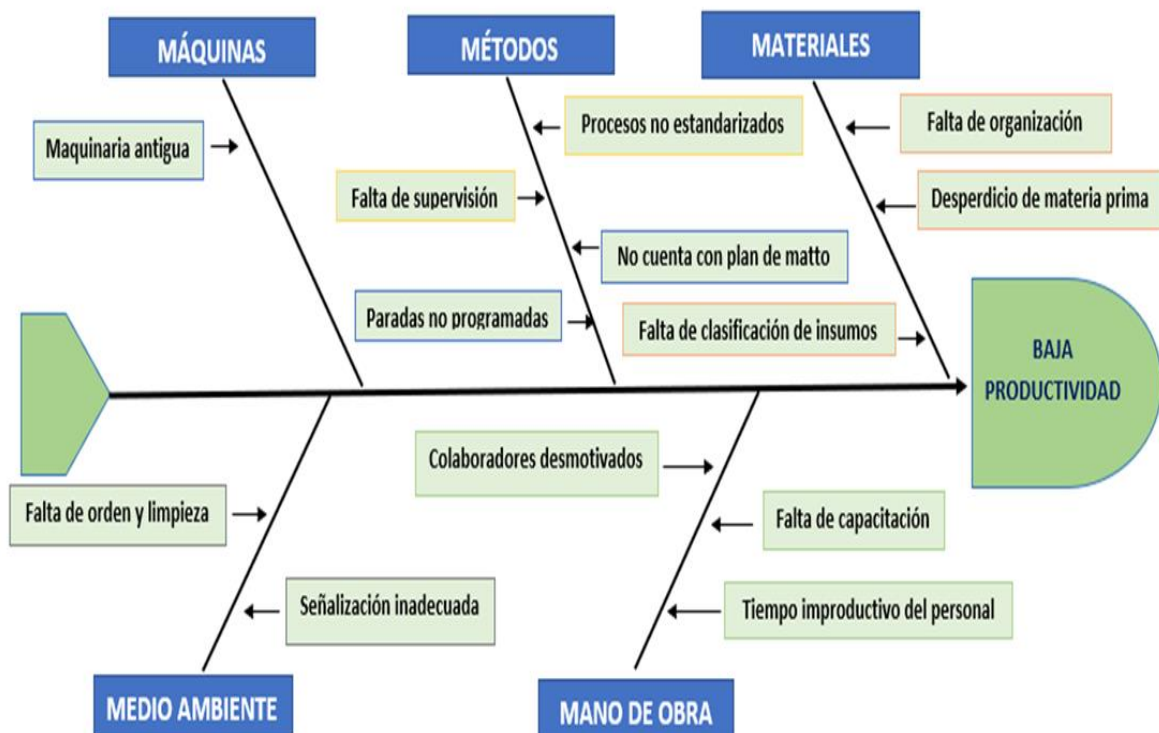 MÁQUINAS
MÉTODOS
MATERIALES
Maquinaria antigua
Procesos no estandarizados
Falta de supervisión
No cuenta con plan de matto
Paradas no programadas
Falta de organización
Desperdicio de materia prima
Falta de clasificación de insumos
BAJA
PRODUCTIVIDAD
Falta de orden y limpieza
Señalización inadecuada
Colaboradores desmotivados
Falta de capacitación
Tiempo improductivo del personal
MEDIO AMBIENTE
MANO DE OBRA